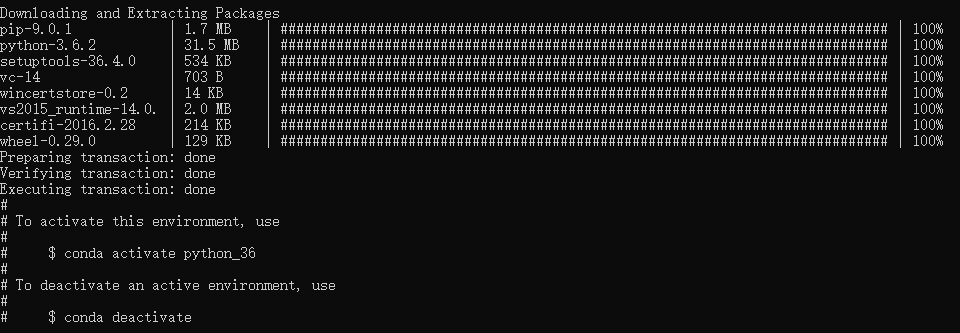 Downloading and Extracting Packages
pip-9.0.1            | 1.7 MB    | ############################################################################ | 100%
python-3.6.2         | 31.5 MB   | ############################################################################ | 100%
setuptools-36.4.0    | 534 KB    | ############################################################################ | 100%
vc-14                | 703 B     | ############################################################################ | 100%
wincertstore-0.2     | 14 KB     | ############################################################################ | 100%
vs2015_runtime-14.0. | 2.0 MB    | ############################################################################ | 100%
certifi-2016.2.28    | 214 KB    | ############################################################################ | 100%
wheel-0.29.0         | 129 KB    | ############################################################################ | 100%
Preparing transaction: done
Verifying transaction: done
Executing transaction: done
#
# To activate this environment, use
#
#     $ conda activate python_36
#
# To deactivate an active environment, use
#
#     $ conda deactivate